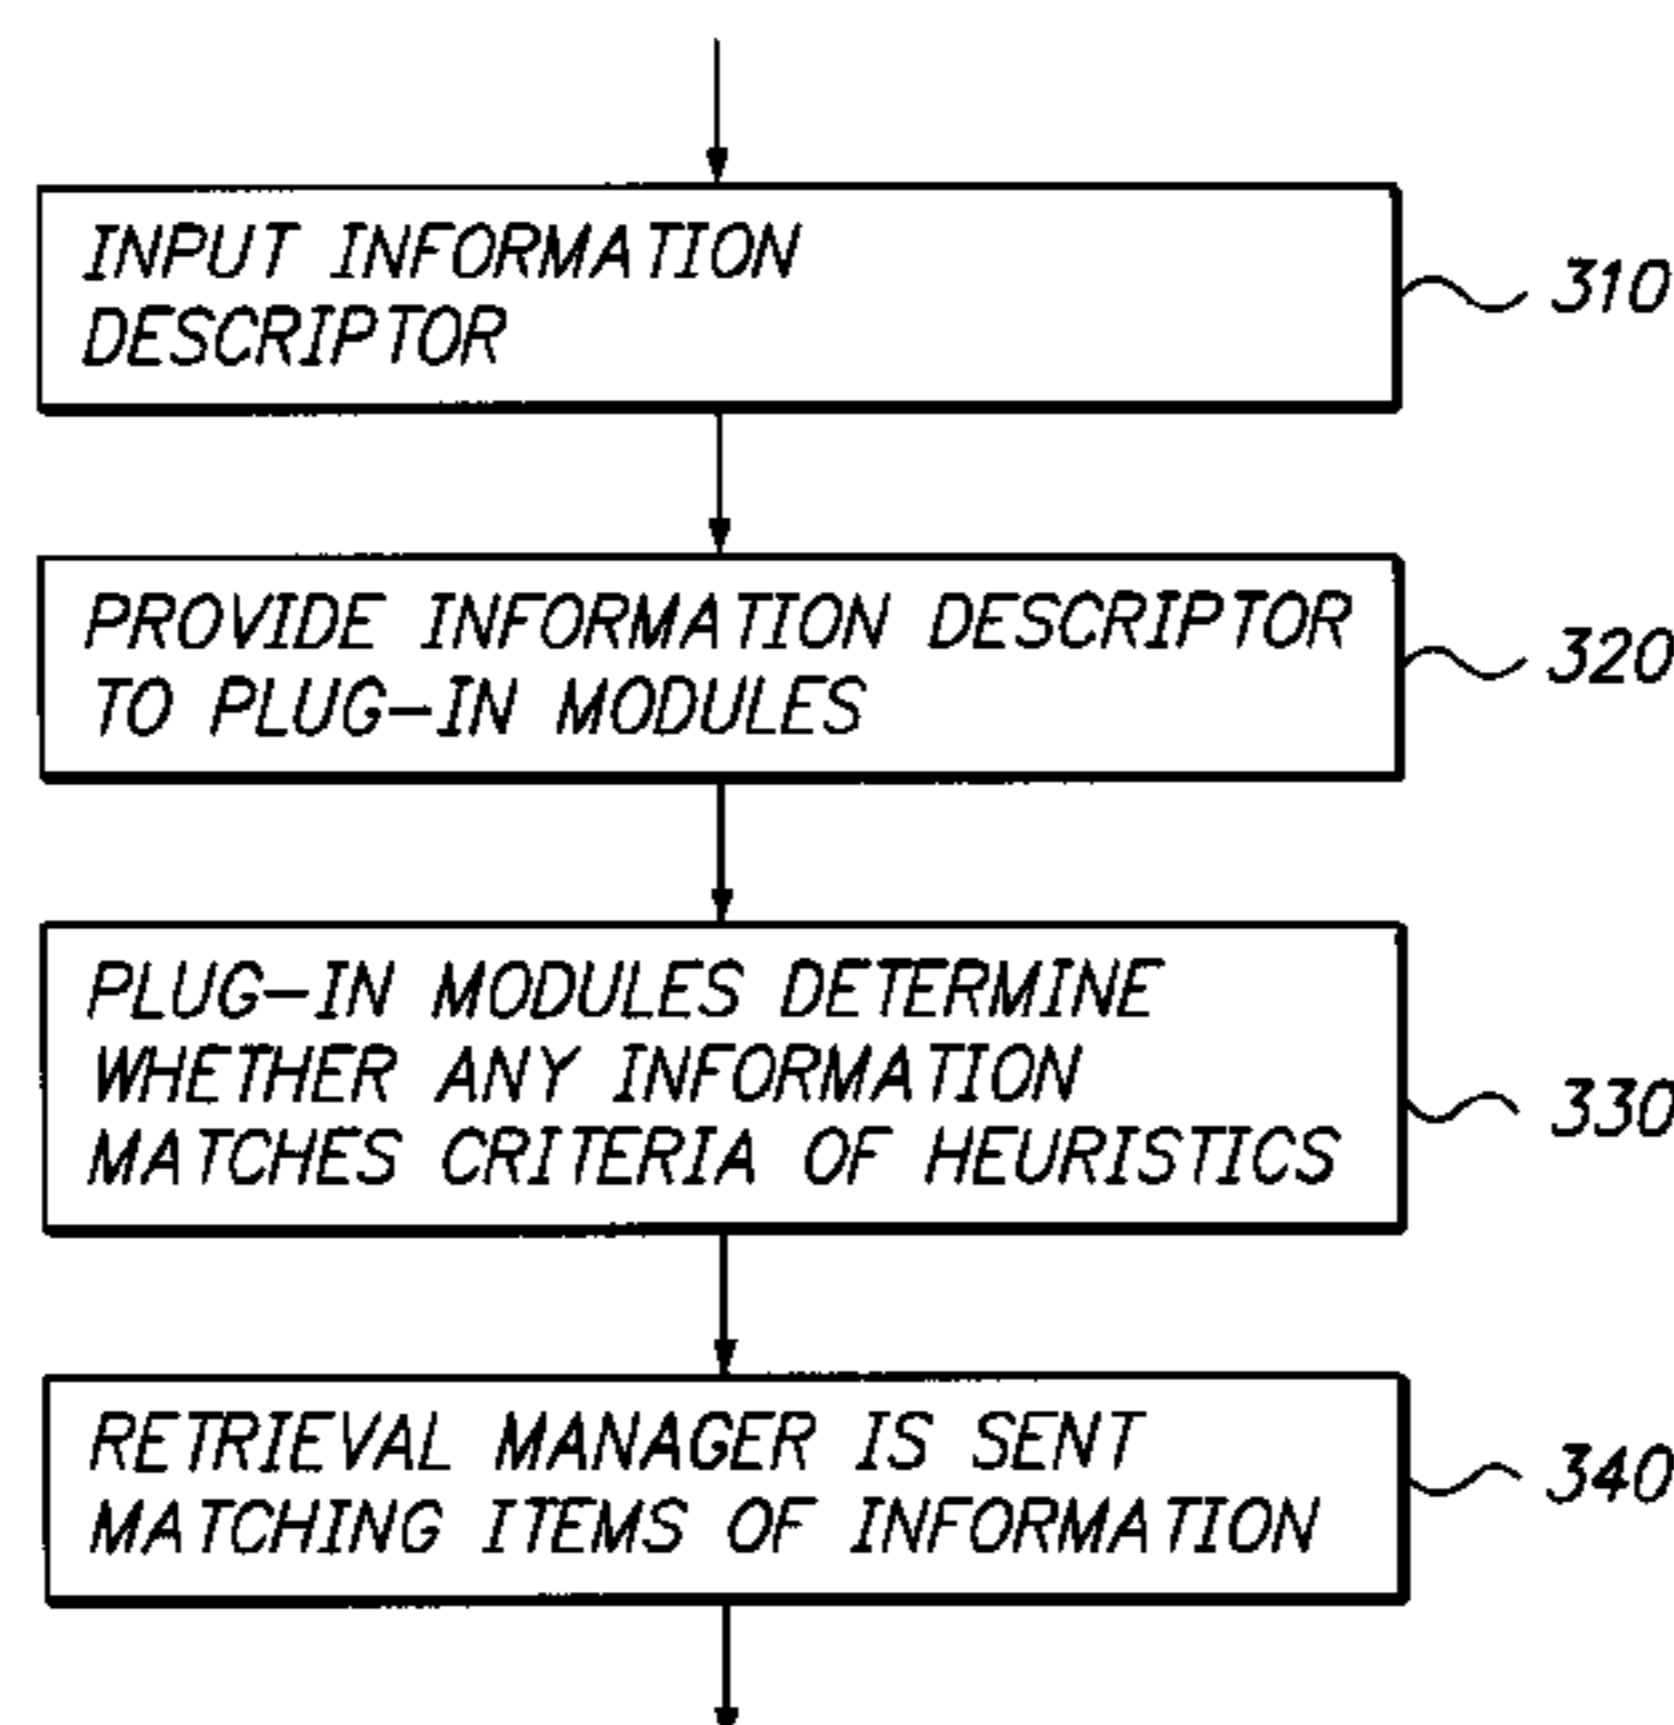 INPUT INFORMATION
DESCRIPTOR
310
PROVIDE INFORMATION DESCRIPTOR
TO PLUG-IN MODULES
320
PLUG-IN MODULES DETERMINE
WHETHER ANY INFORMATION
MATCHES CRITERIA OF HEURISTICS
330
RETRIEVAL MANAGER IS SENT
MATCHING ITEMS OF INFORMATION
340